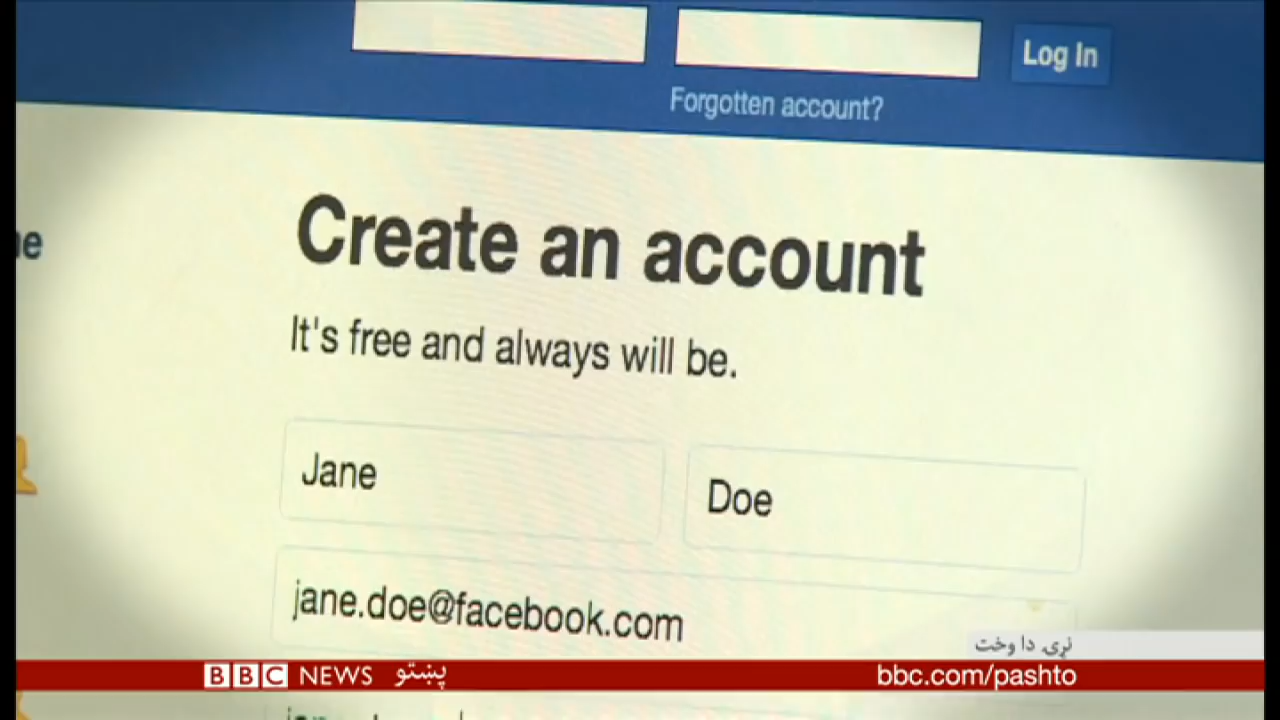 Log In
Forgotten account?
Create an account
It's free and always will be.
Jane
Doe
jane.doe@facebook.com
نړۍ دا وخت
BBC NEWS پښتو
bbc.com/pashto